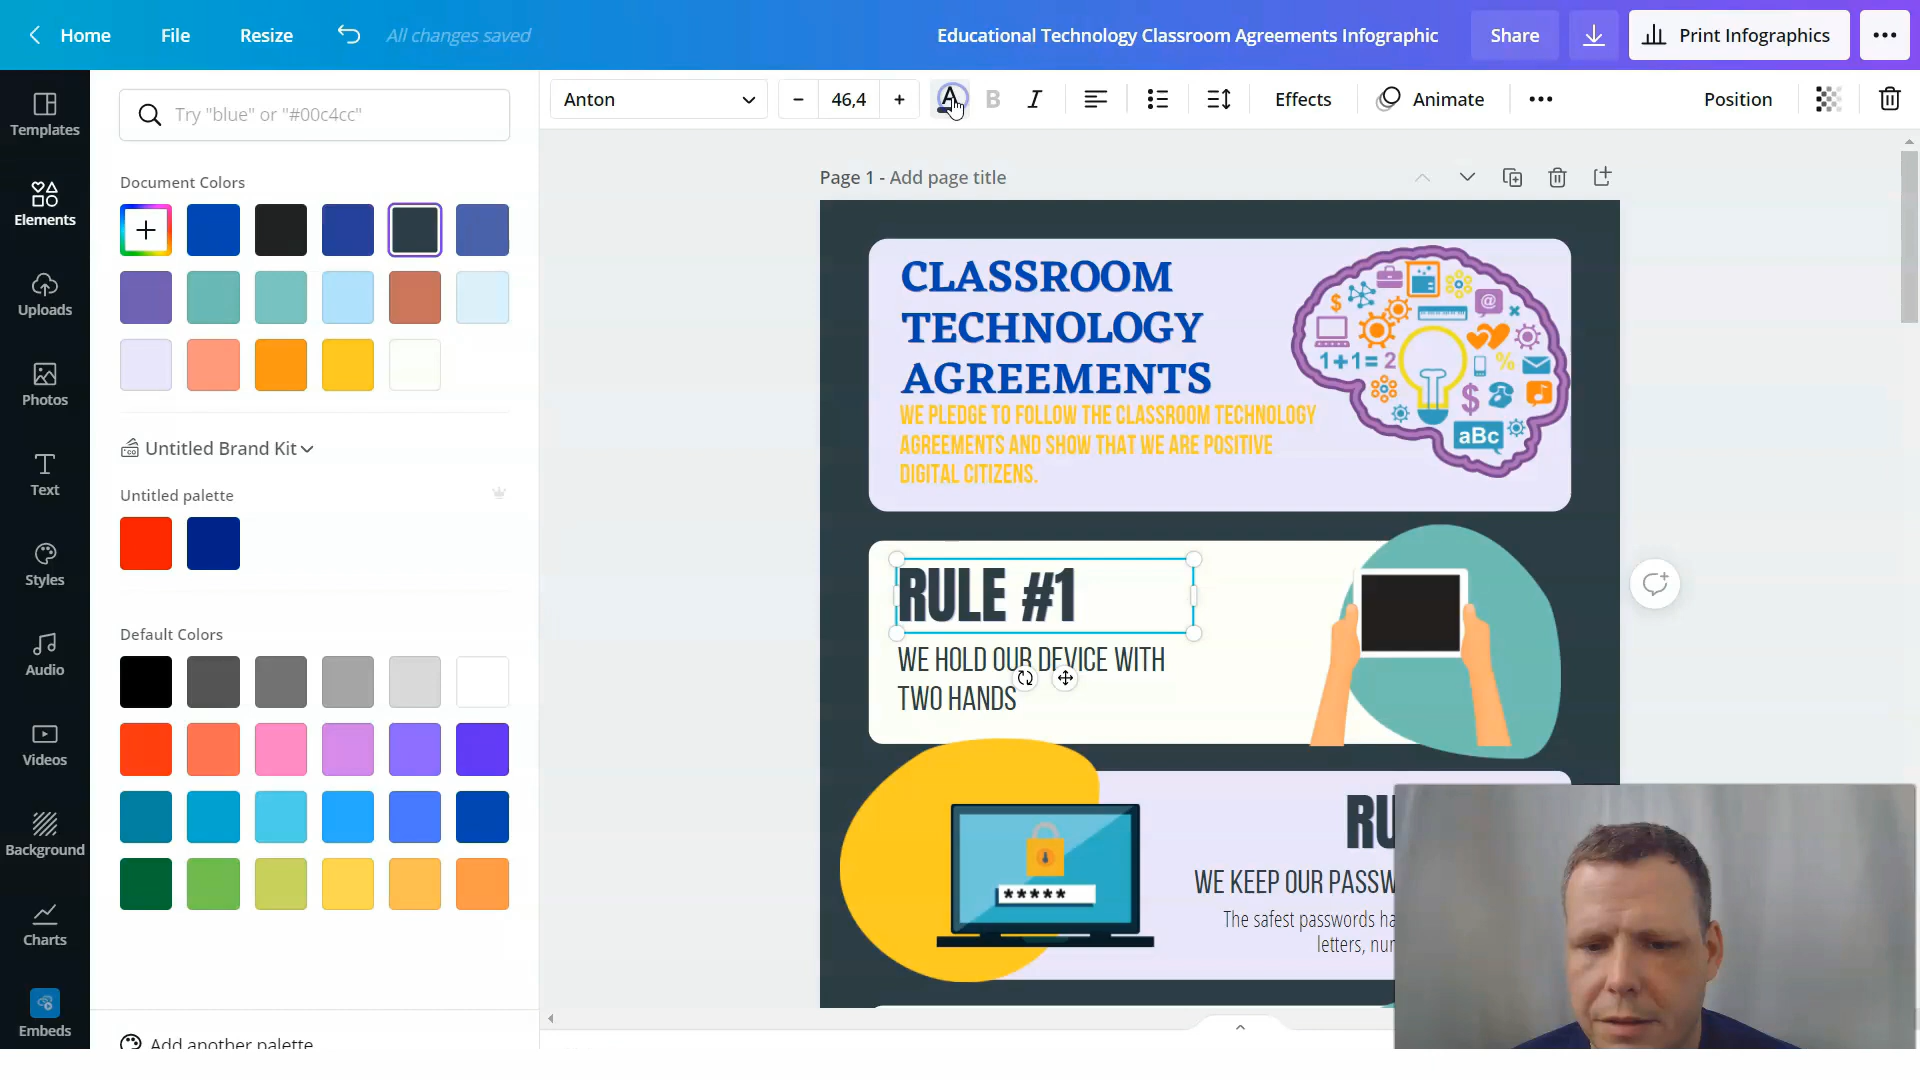 Home
File
Resize
All changes saved
Educational Technology Classroom Agreements Infographic
Share
Print Infographics
Templates
Elements
Uploads
Photos
Text
Styles
Audio
Videos
Background
Charts
Embeds
Try "blue" or "#00c4cc"
Document Colors
Untitled Brand Kit
Untitled palette
Default Colors
Add another palette
Anton
46,4
A
B
I
Effects
Animate
Position
Page 1 - Add page title
CLASSROOM
TECHNOLOGY
AGREEMENTS
WE PLEDGE TO FOLLOW THE CLASSROOM TECHNOLOGY
AGREEMENTS AND SHOW THAT WE ARE POSITIVE
DIGITAL CITIZENS.
$
@
1+1=2
%
$
aBc
RULE #1
WE HOLD OUR DEVICE WITH
TWO HANDS
*****
RU
WE KEEP OUR PASSW
The safest passwords ha
letters, nur